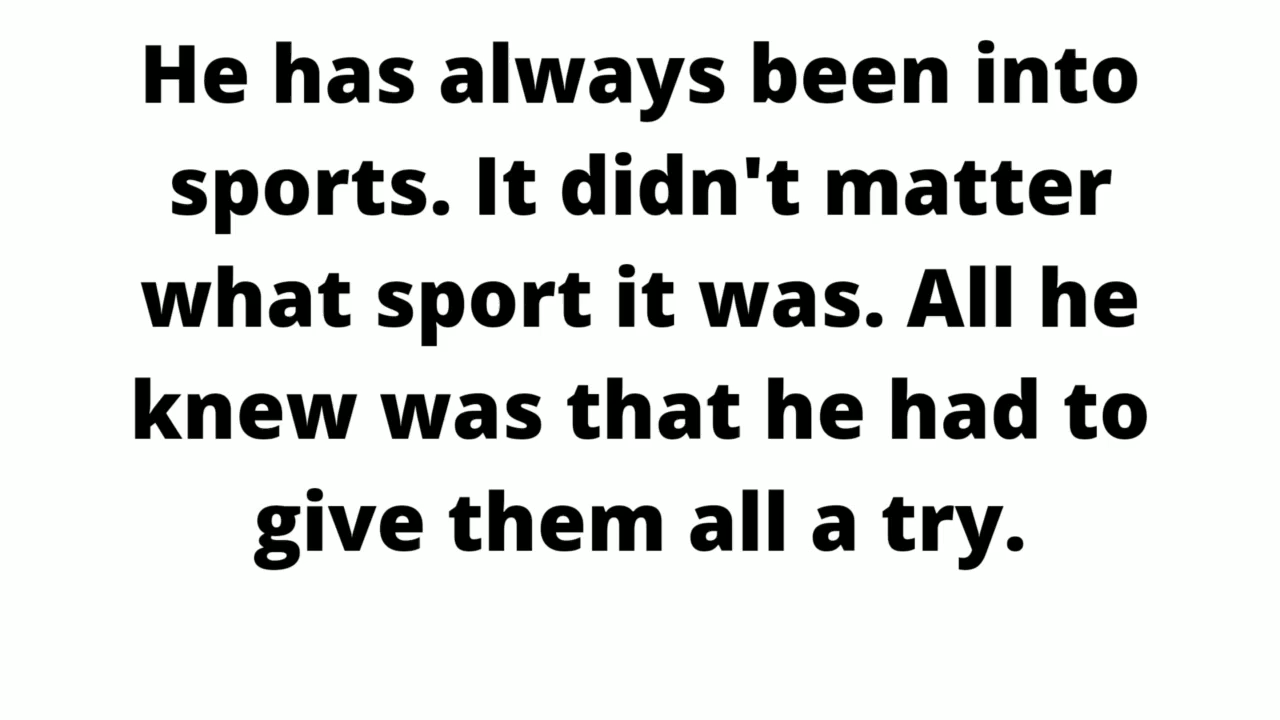 He has always been into
sports. It didn't matter
what sport it was. All he
knew was that he had to
give them all a try.